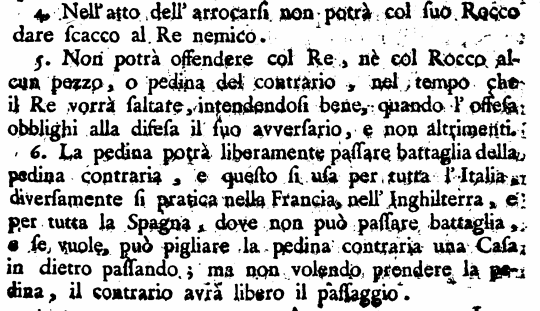 4. Nell'atto dell'arrocarſi non potrà col ſuo Rocco
dare ſcacco al Re nemico.
5. Non potrà offendere col Re, nè col Rocco al-
cun pezzo, o pedina del contrario, nel tempo che
il Re vorrà ſaltate, intendendoſi bene, quando l'offeſa
obblighi alla difeſa il ſuo avverſario, e non altrimenti.
6. La pedina potrà liberamente paſſare battaglia della
pedina contraria, e queſto ſi uſa per tutta l'Italia
diverſamente ſi pratica nella Francia, nell'Inghilterra, e
per tutta la Spagna, dove non può paſſare battaglia,
e ſe vuole, può pigliare la pedina contraria una Caſa
in dietro paſſando; ma non volendo prendere la pe-
dina, il contrario avrà libero il paſſaggio.